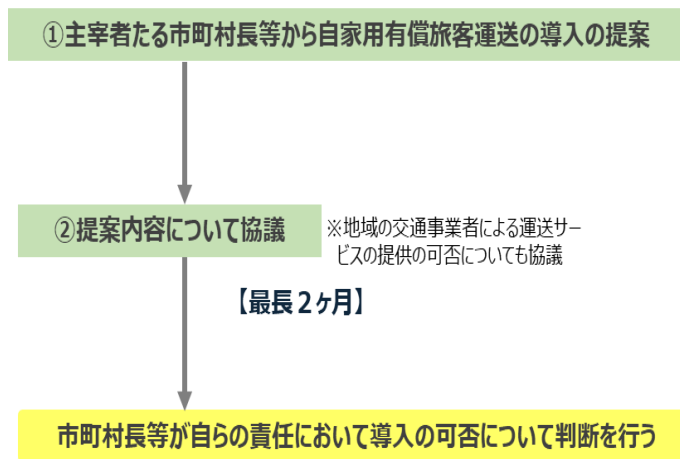 ①主宰者たる市町村長等から自家用有償旅客運送の導入の提案
②提案内容について協議
※地域の交通事業者による運送サー
ビスの提供の可否についても協議
【最長２ヶ月】
市町村長等が自らの責任において導入の可否について判断を行う